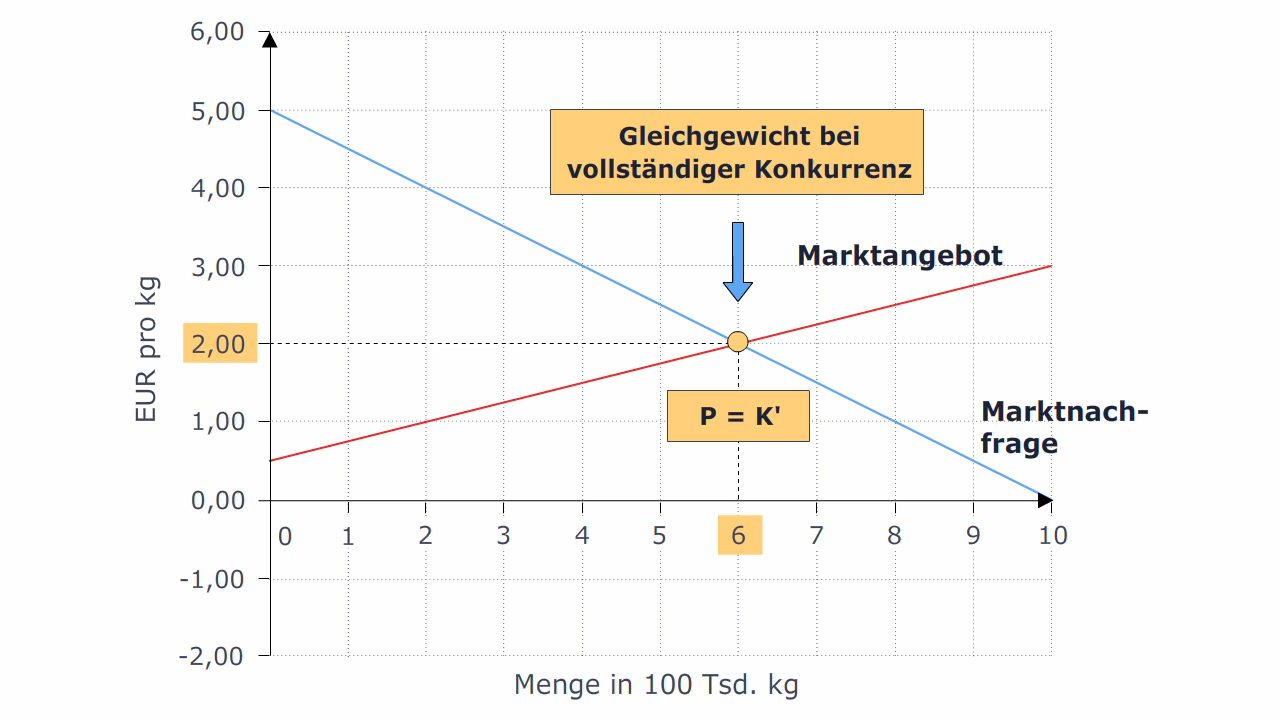 6,00
5,00
Gleichgewicht bei
vollständiger Konkurrenz
4,00
Marktangebot
3,00
EUR pro kg
2,00
P = K'
Marktnach-
frage
1,00
0,00
0 1 2 3 4 5 6 7 8 9 10
-1,00
-2,00
Menge in 100 Tsd. kg